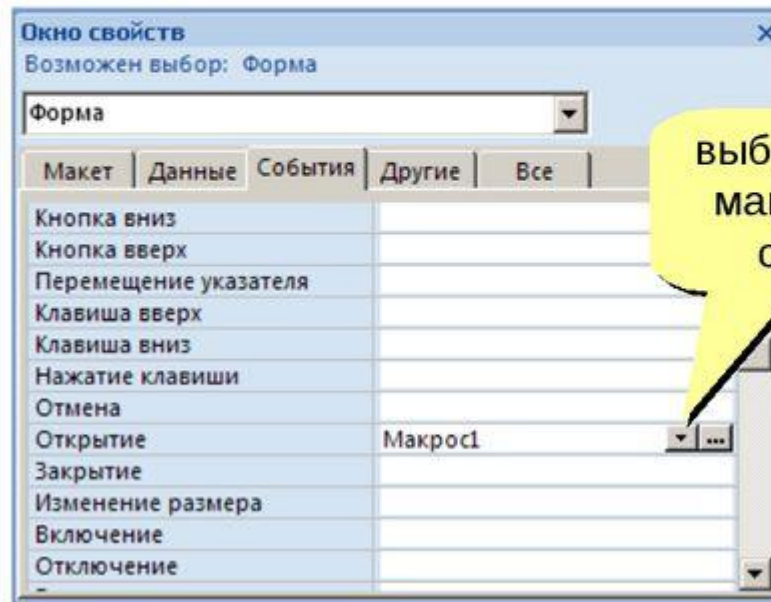 Окно свойств
Возможен выбор: Форма
Форма
Макет Данные События Другие Все
Кнопка вниз
Кнопка вверх
Перемещение указателя
Клавиша вверх
Клавиша вниз
Нажатие клавиши
Отмена
Открытие Макрос1 ...
Закрытие
Изменение размера
Включение
Отключение